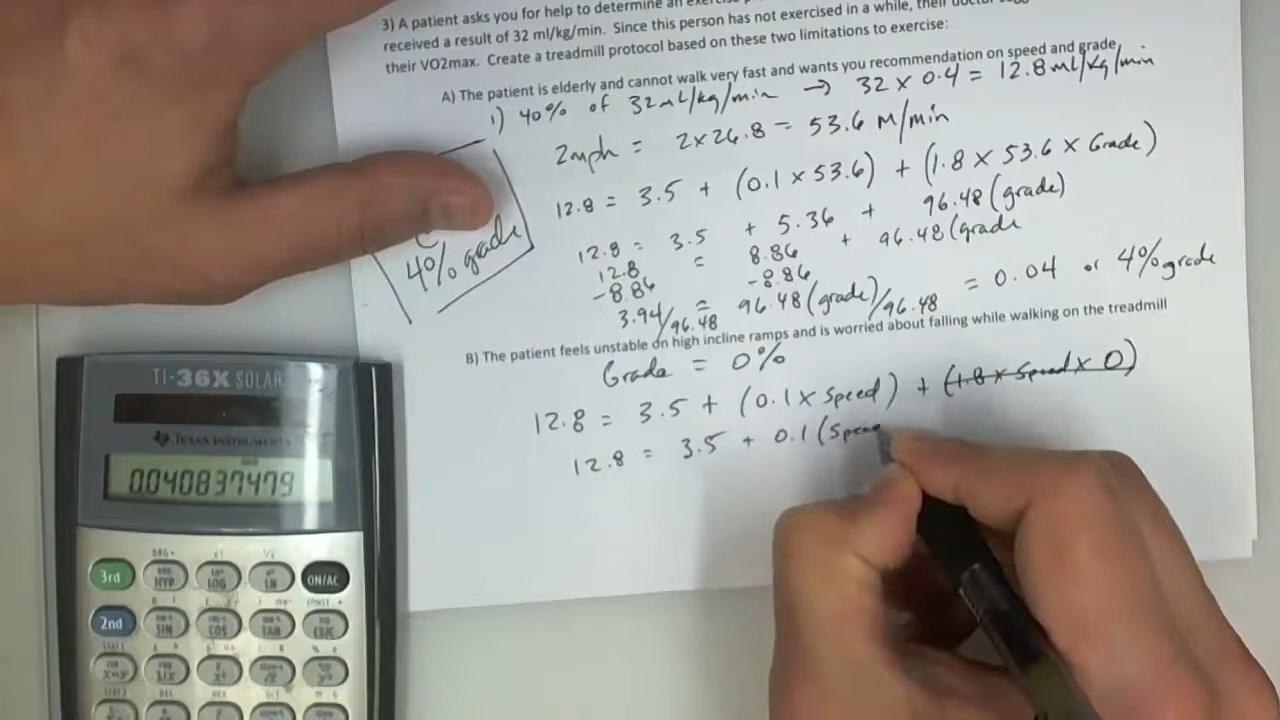 3) A patient asks you for help to determine an
received a result of 32 ml/kg/min. Since this person has not exercised in a while, their doctor
their VO2max. Create a treadmill protocol based on these two limitations to exercise:
A) The patient is elderly and cannot walk very fast and wants you recommendation on speed and grade
1) 40% of 32mL/kg/min → 32 x 0.4 = 12.8 ml/kg/min
2mph = 2x26.8 = 53.6 M/min
12.8 = 3.5 + (0.1 x 53.6) + (1.8 x 53.6 x Grade)
12.8 = 3.5 + 5.36 + 96.48 (grade)
12.8 = 8.86 + 96.48 (grade
-8.86 -8.86
3.94/96.48 = 96.48 (grade)/96.48 = 0.04 or 4% grade
4% grade
B) The patient feels unstable on high incline ramps and is worried about falling while walking on the treadmill
Grade = 0%
12.8 = 3.5 + (0.1 x Speed) + (1.8 x Speed x 0)
12.8 = 3.5 + 0.1 (Spee
TI-36X SOLAR
TEXAS INSTRUMENTS
0.040837479
3rd
HYP
LOG
LN
ON/AC
2nd
SIN
COS
TAN
CE/C